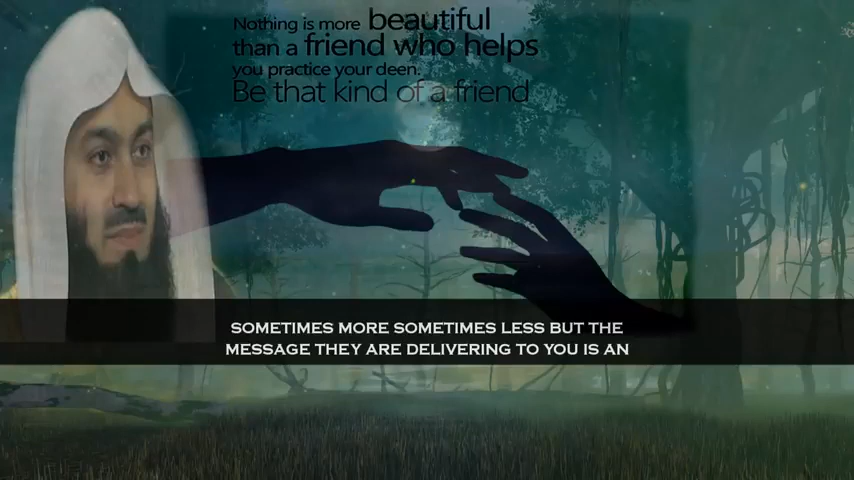 Nothing is more beautiful
than a friend who helps
you practice your deen.
Be that kind of a friend
SOMETIMES MORE SOMETIMES LESS BUT THE
MESSAGE THEY ARE DELIVERING TO YOU IS AN